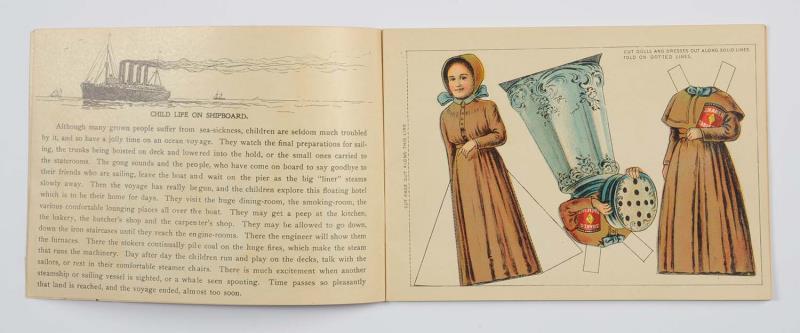 CHILD LIFE ON SHIPBOARD.
Although many grown people suffer from sea-sickness, children are seldom much troubled
by it, and so have a jolly time on an ocean voyage. They watch the final preparations for sail-
ing, the trunks being hoisted on deck and lowered into the hold, or the small ones carried to
the staterooms. The gong sounds and the people, who have come on board to say goodbye to
their friends who are sailing, leave the boat and wait on the pier as the big "liner" steams
slowly away. Then the voyage has really begun, and the children explore this floating hotel
which is to be their home for days. They visit the huge dining-room, the smoking-room, the
various comfortable lounging places all over the boat. They may get a peep at the kitchen,
the bakery, the butcher's shop and the carpenter's shop. They may be allowed to go down,
down the iron staircases until they reach the engine-rooms. There the engineer will show them
the furnaces. There the stokers continually pile coal on the huge fires, which make the steam
that runs the machinery. Day after day the children run and play on the decks, talk with the
sailors, or rest in their comfortable steamer chairs. There is much excitement when another
steamship or sailing vessel is sighted, or a whale seen spouting. Time passes so pleasantly
that land is reached, and the voyage ended, almost too soon.
CUT PAGE OUT ALONG THIS LINE
CUT DOLLS AND DRESSES OUT ALONG SOLID LINES.
FOLD ON DOTTED LINES.